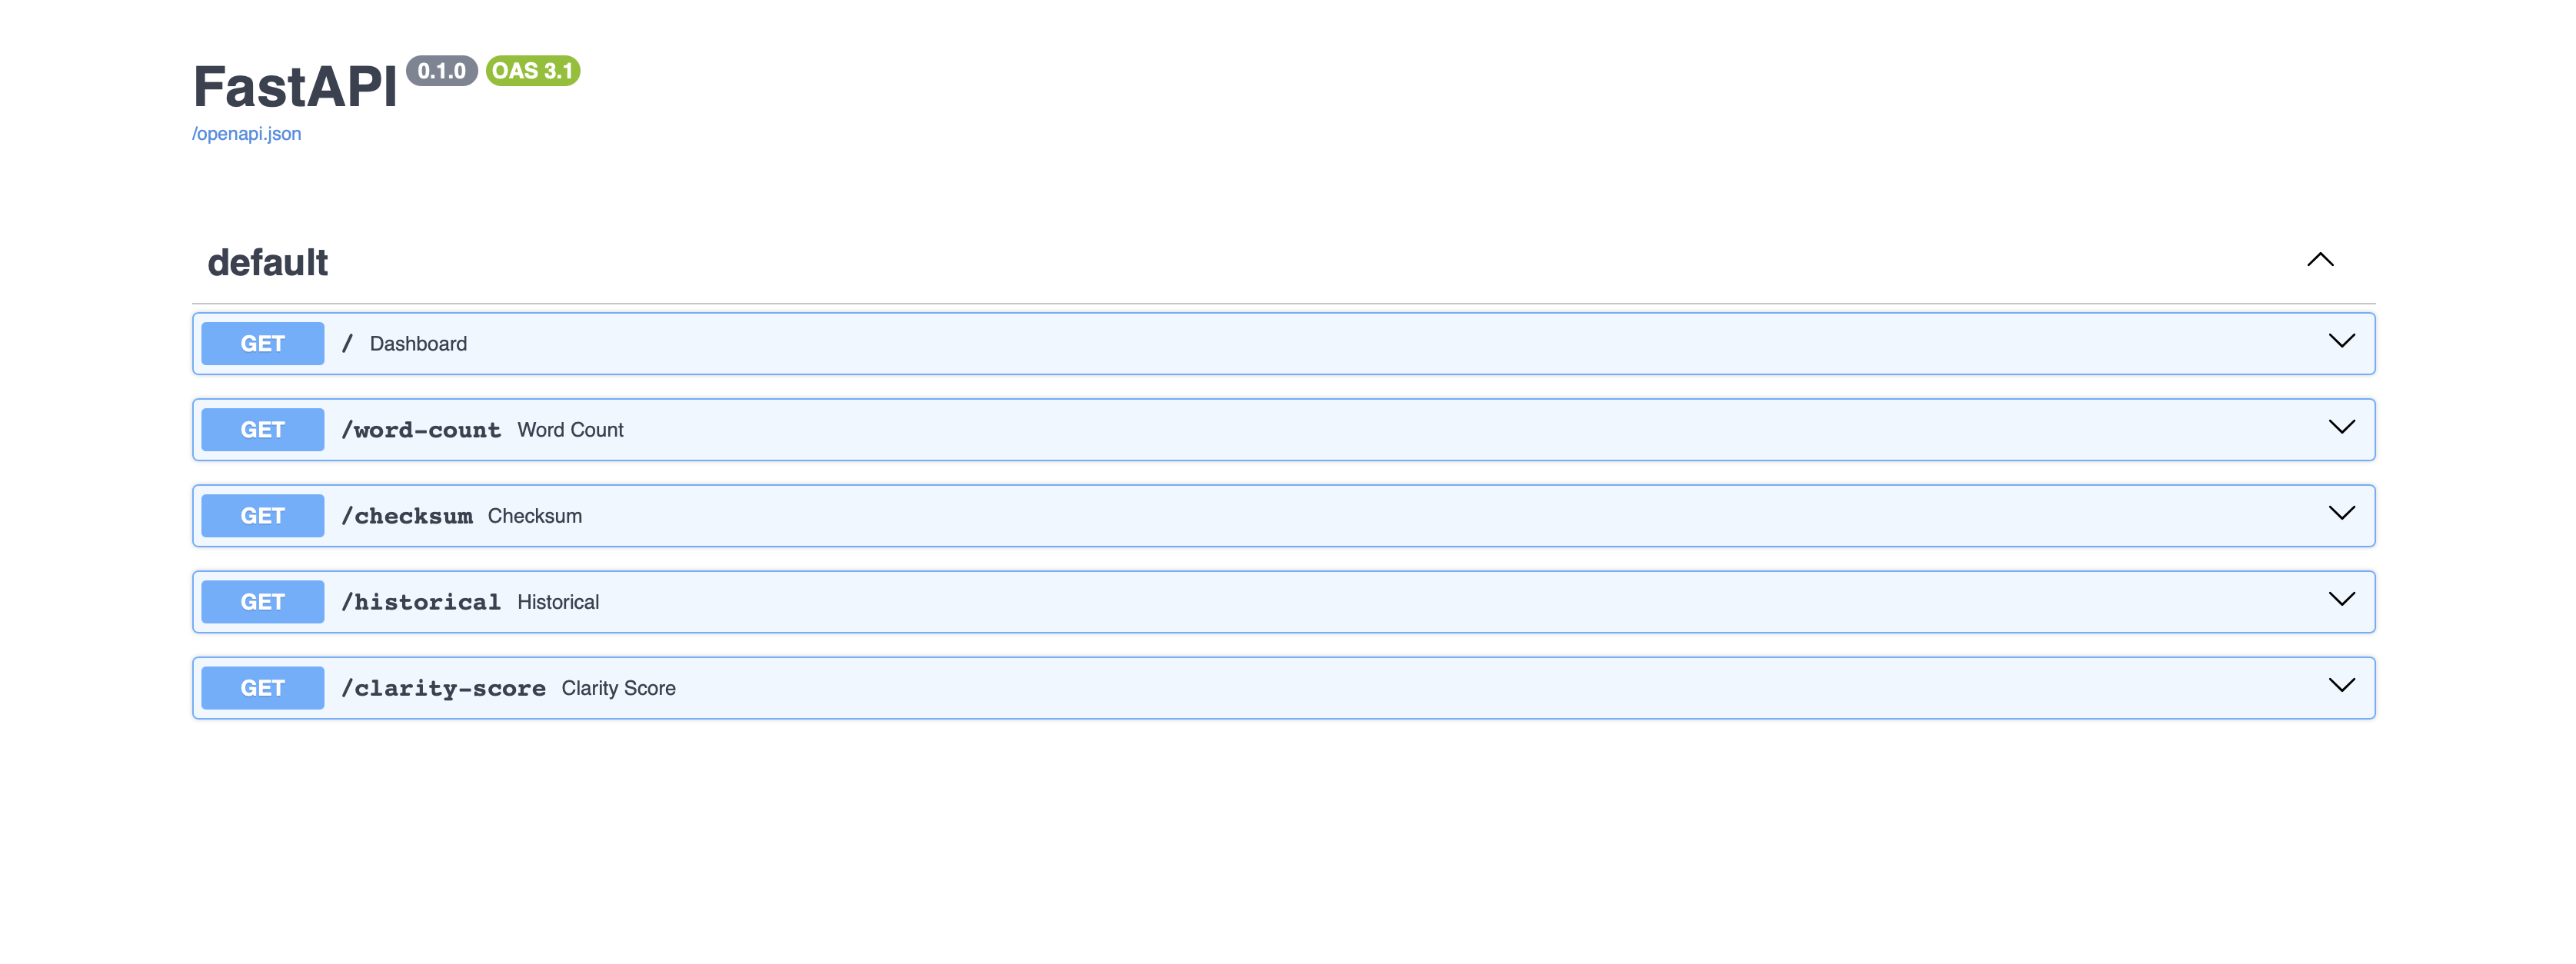 FastAPI 0.1.0 OAS 3.1
/openapi.json
default
GET / Dashboard
GET /word-count Word Count
GET /checksum Checksum
GET /historical Historical
GET /clarity-score Clarity Score